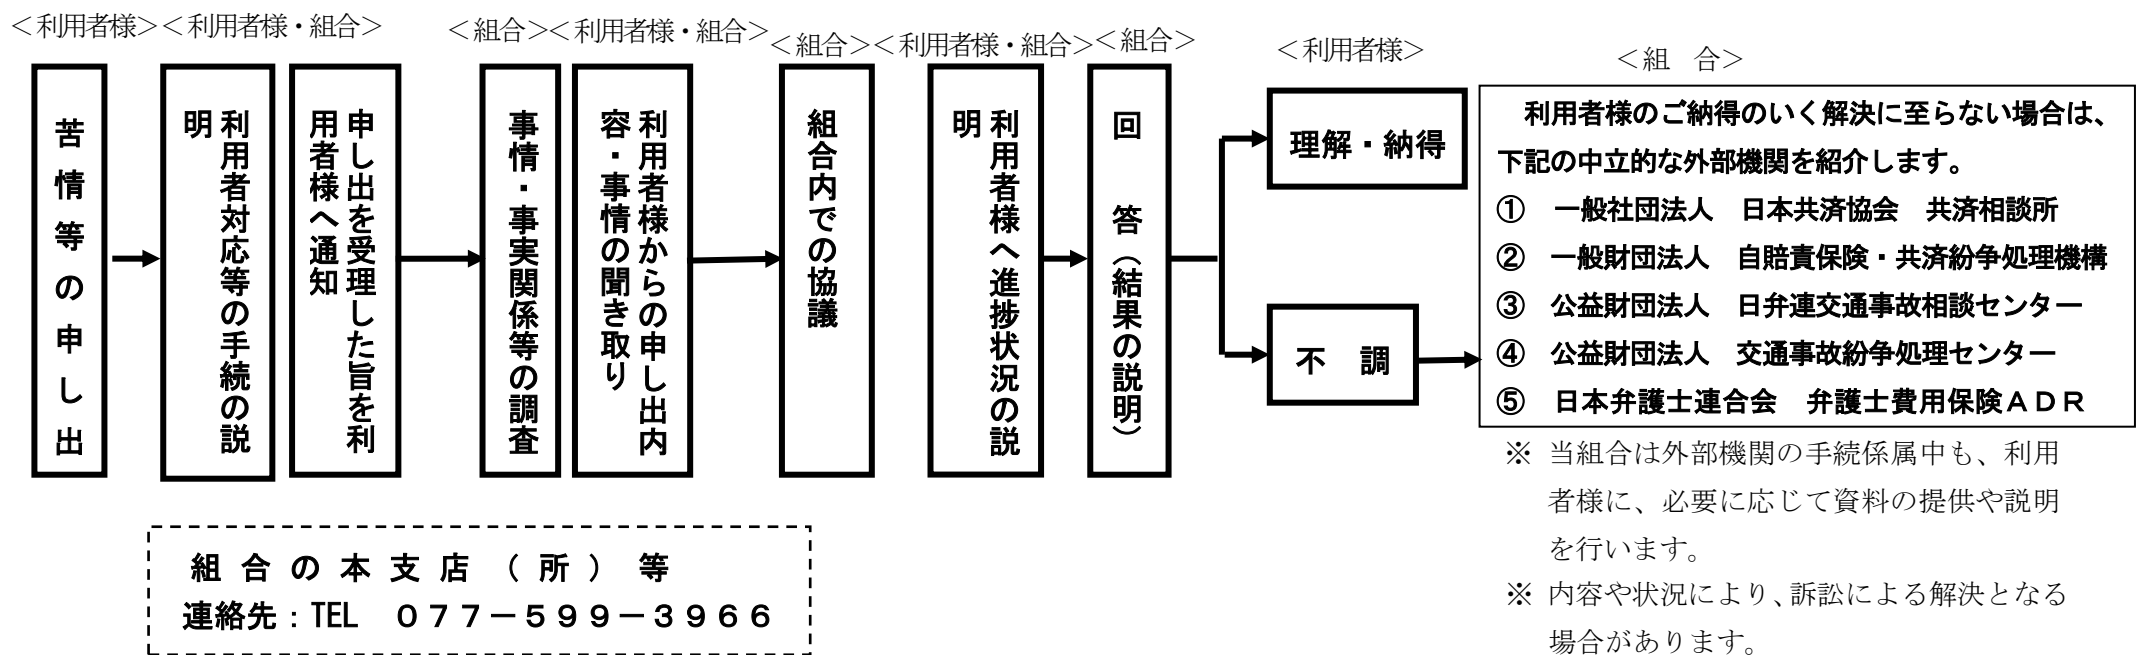 ＜利用者様＞
＜利用者様・組合＞
＜組合＞
＜利用者様・組合＞
＜組合＞
＜利用者様・組合＞
＜組合＞
＜利用者様＞
＜組　合＞
苦情等の申し出
利用者対応等の手続の説
明
申し出を受理した旨を利
用者様へ通知
事情・事実関係等の調査
利用者様からの申し出内
容・事情の聞き取り
組合内での協議
利用者様へ進捗状況の説
明
回　答（結果の説明）
理解・納得
不　調
利用者様のご納得のいく解決に至らない場合は、
下記の中立的な外部機関を紹介します。
①　一般社団法人　日本共済協会　共済相談所
②　一般財団法人　自賠責保険・共済紛争処理機構
③　公益財団法人　日弁連交通事故相談センター
④　公益財団法人　交通事故紛争処理センター
⑤　日本弁護士連合会　弁護士費用保険ＡＤＲ
※ 当組合は外部機関の手続係属中も、利用
者様に、必要に応じて資料の提供や説明
を行います。
※ 内容や状況により、訴訟による解決となる
場合があります。
組合の本支店（所）等
連絡先：TEL　０７７－５９９－３９６６